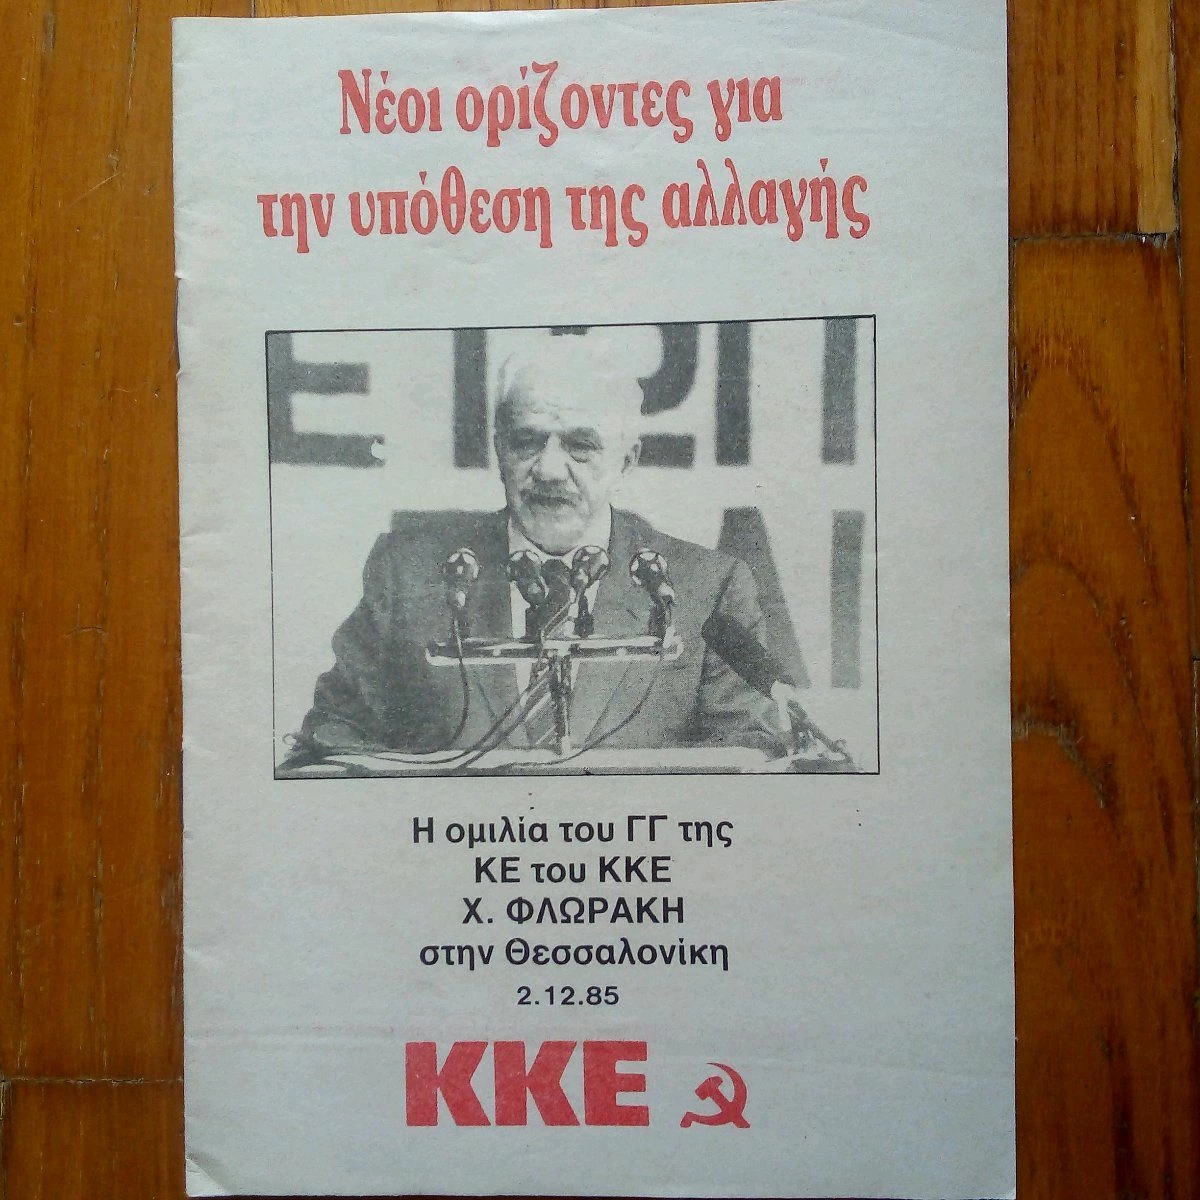 Νέοι ορίζοντες για
την υπόθεση της αλλαγής
Η ομιλία του ΓΓ της
ΚΕ του ΚΚΕ
Χ. ΦΛΩΡΑΚΗ
στην Θεσσαλονίκη
2.12.85
ΚΚΕ